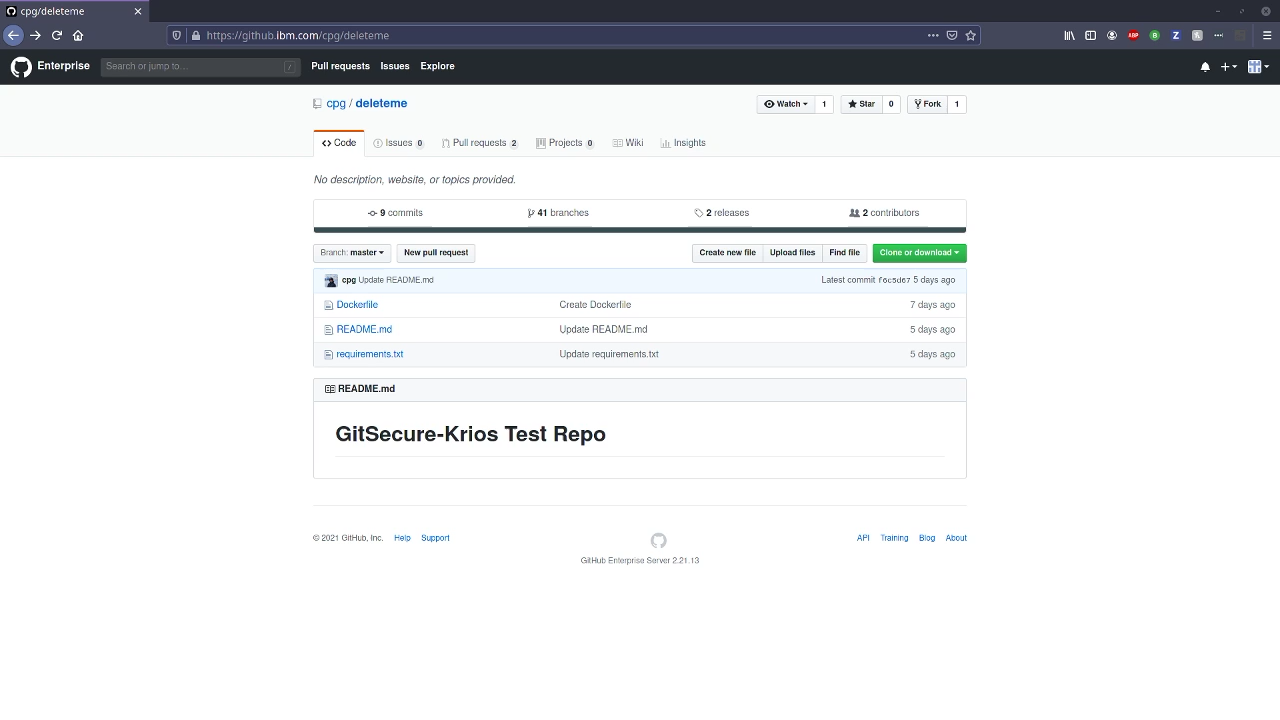 cpg/deleteme
https://github.ibm.com/cpg/deleteme
Enterprise
Search or jump to...
/
Pull requests
Issues
Explore
cpg / deleteme
Watch 1
Star 0
Fork 1
Code
Issues 0
Pull requests 2
Projects 0
Wiki
Insights
No description, website, or topics provided.
9 commits
41 branches
2 releases
2 contributors
Branch: master
New pull request
Create new file
Upload files
Find file
Clone or download
cpg Update README.md
Latest commit f6c5d67 5 days ago
Dockerfile
Create Dockerfile
7 days ago
README.md
Update README.md
5 days ago
requirements.txt
Update requirements.txt
5 days ago
README.md
GitSecure-Krios Test Repo
© 2021 GitHub, Inc.
Help
Support
API
Training
Blog
About
GitHub Enterprise Server 2.21.13